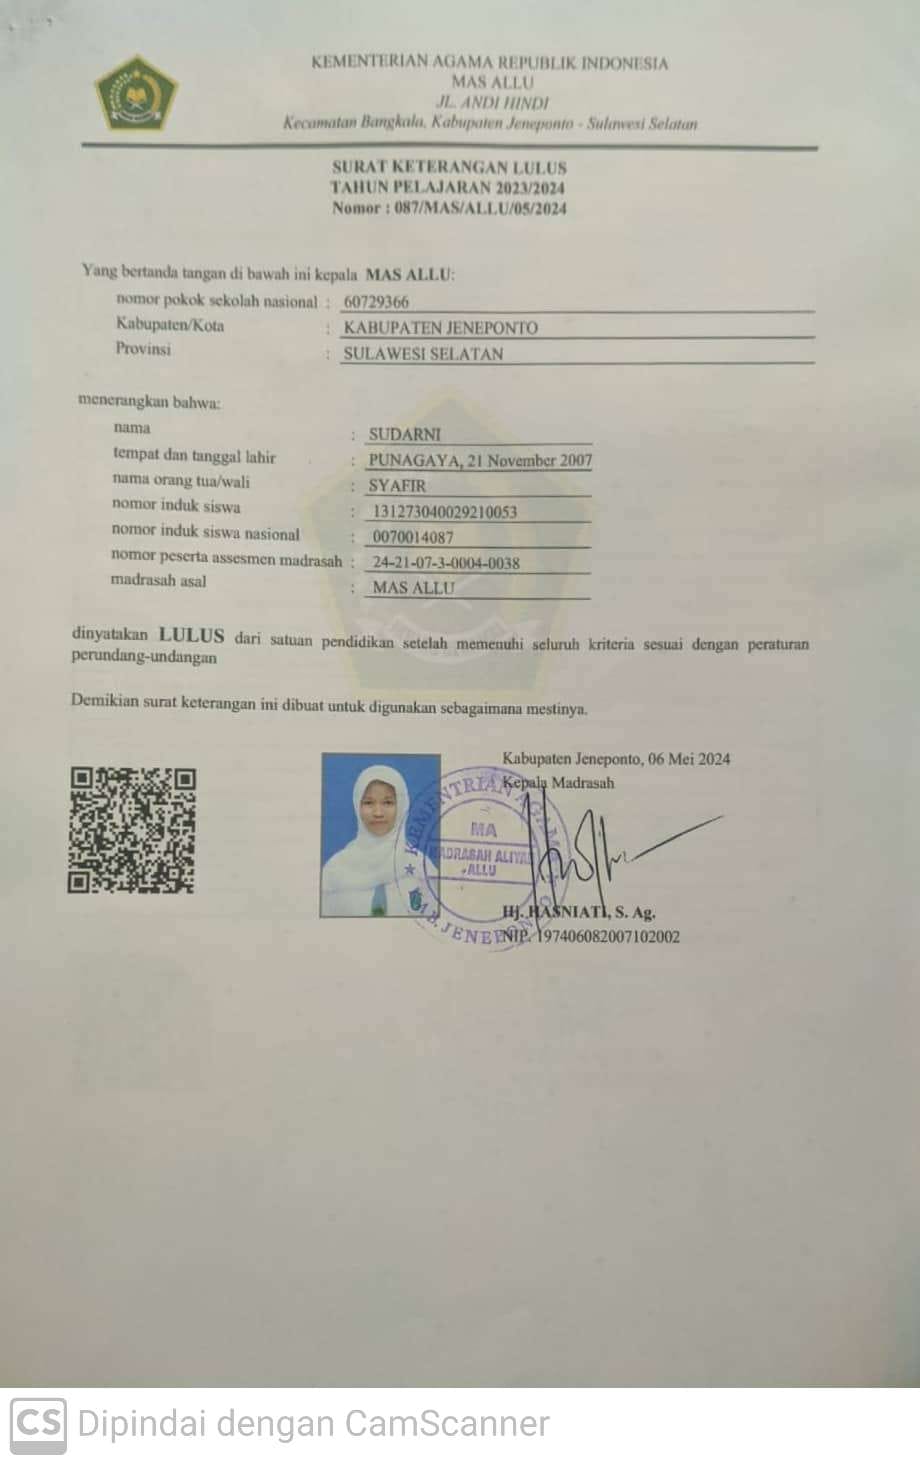 KEMENTERIAN AGAMA REPUBLIK INDONESIA
MAS ALLU
JL. ANDI HINDI
Kecamatan Bangkala, Kabupaten Jeneponto - Sulawesi Selatan
SURAT KETERANGAN LULUS
TAHUN PELAJARAN 2023/2024
Nomor : 087/MAS/ALLU/05/2024
Yang bertanda tangan di bawah ini kepala MAS ALLU:
nomor pokok sekolah nasional : 60729366
Kabupaten/Kota : KABUPATEN JENEPONTO
Provinsi : SULAWESI SELATAN
menerangkan bahwa:
nama : SUDARNI
tempat dan tanggal lahir : PUNAGAYA, 21 November 2007
nama orang tua/wali : SYAFIR
nomor induk siswa : 131273040029210053
nomor induk siswa nasional : 0070014087
nomor peserta assesmen madrasah : 24-21-07-3-0004-0038
madrasah asal : MAS ALLU
dinyatakan LULUS dari satuan pendidikan setelah memenuhi seluruh kriteria sesuai dengan peraturan
perundang-undangan
Demikian surat keterangan ini dibuat untuk digunakan sebagaimana mestinya.
Kabupaten Jeneponto, 06 Mei 2024
Kepala Madrasah
KEMENTRIAN AGAMA
MA
MADRASAH ALIYAH
ALLU
KAB. JENEPONTO
Hj. HASNIATI, S. Ag.
NIP. 197406082007102002
CS Dipindai dengan CamScanner